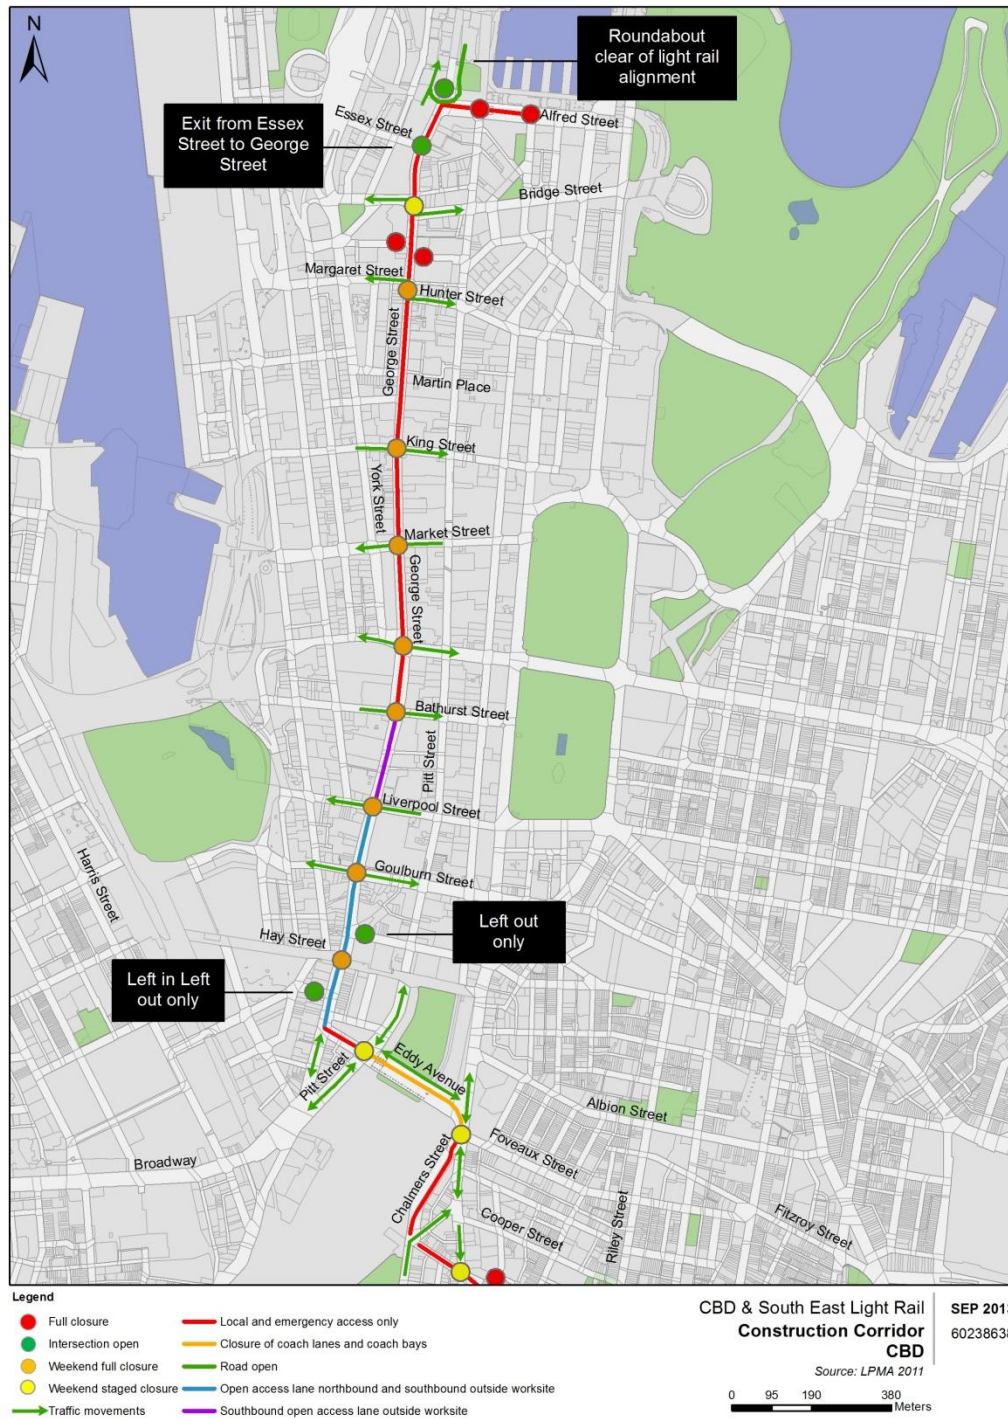 N
Roundabout
clear of light rail
alignment
Essex Street
Alfred Street
Exit from Essex
Street to George
Street
Bridge Street
Margaret Street
Hunter Street
George Street
Martin Place
King Street
York Street
Market Street
George Street
Bathurst Street
Pitt Street
Liverpool Street
Goulburn Street
Harris Street
Left out
only
Hay Street
Left in Left
out only
Pitt Street
Eddy Avenue
Albion Street
Foveaux Street
Broadway
Chalmers Street
Cooper Street
Riley Street
Fitzroy Street
Legend
Full closure
Intersection open
Weekend full closure
Weekend staged closure
Traffic movements
Local and emergency access only
Closure of coach lanes and coach bays
Road open
Open access lane northbound and southbound outside worksite
Southbound open access lane outside worksite
CBD & South East Light Rail
Construction Corridor
CBD
Source: LPMA 2011
SEP 2013
60238638
0 95 190 380
Meters